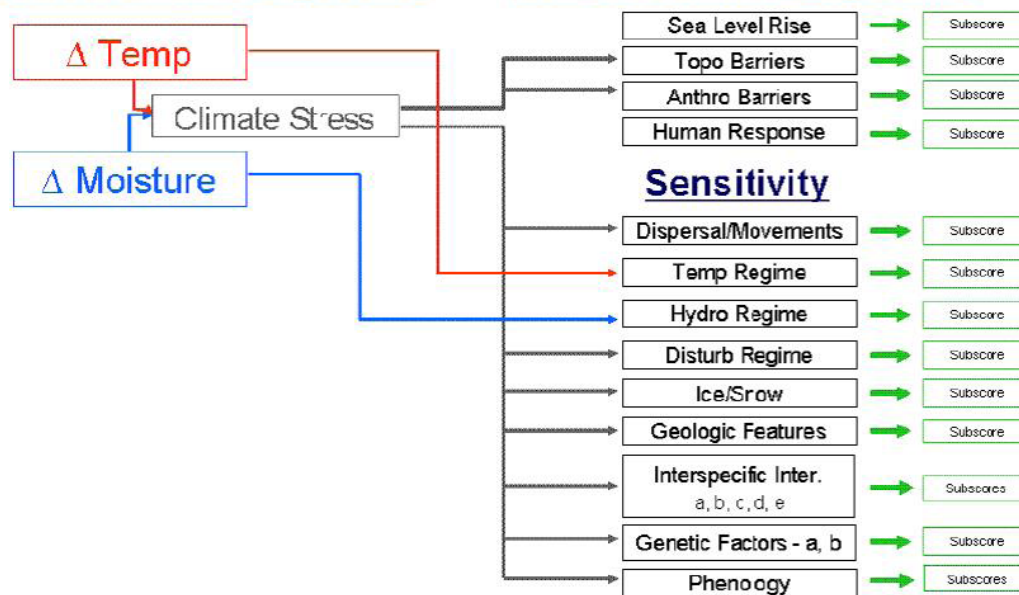 Δ Temp
Climate Stress
Δ Moisture
Sea Level Rise
Subscore
Topo Barriers
Subscore
Anthro Barriers
Subscore
Human Response
Subscore
Sensitivity
Dispersal/Movements
Subscore
Temp Regime
Subscore
Hydro Regime
Subscore
Disturb Regime
Subscore
Ice/Snow
Subscore
Geologic Features
Subscore
Interspecific Inter.
a, b, c, d, e
Subscores
Genetic Factors - a, b
Subscore
Phenoogy
Subscores